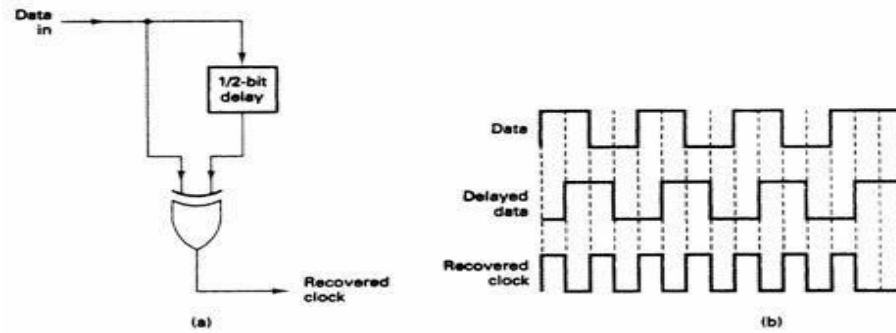 Data
in
1/2-bit
delay
Recovered
clock
(a)
Data
Delayed
data
Recovered
clock
(b)